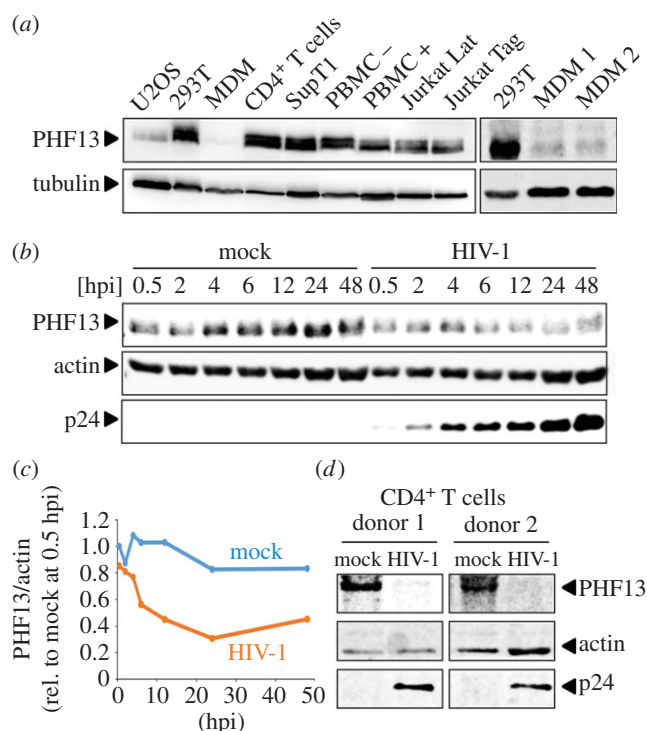 (a)
U2OS 293T MDM CD4+ T cells SupT1 PBMC – PBMC + Jurkat Lat Jurkat Tag 293T MDM 1 MDM 2
PHF13
tubulin
(b) mock HIV-1
[hpi] 0.5 2 4 6 12 24 48 0.5 2 4 6 12 24 48
PHF13
actin
p24
(c)
PHF13/actin
(rel. to mock at 0.5 hpi)
1.2
1.0
0.8
0.6
0.4
0.2
0
mock
HIV-1
0 10 20 30 40 50
(hpi)
(d)
CD4+ T cells
donor 1 donor 2
mock HIV-1 mock HIV-1
PHF13
actin
p24